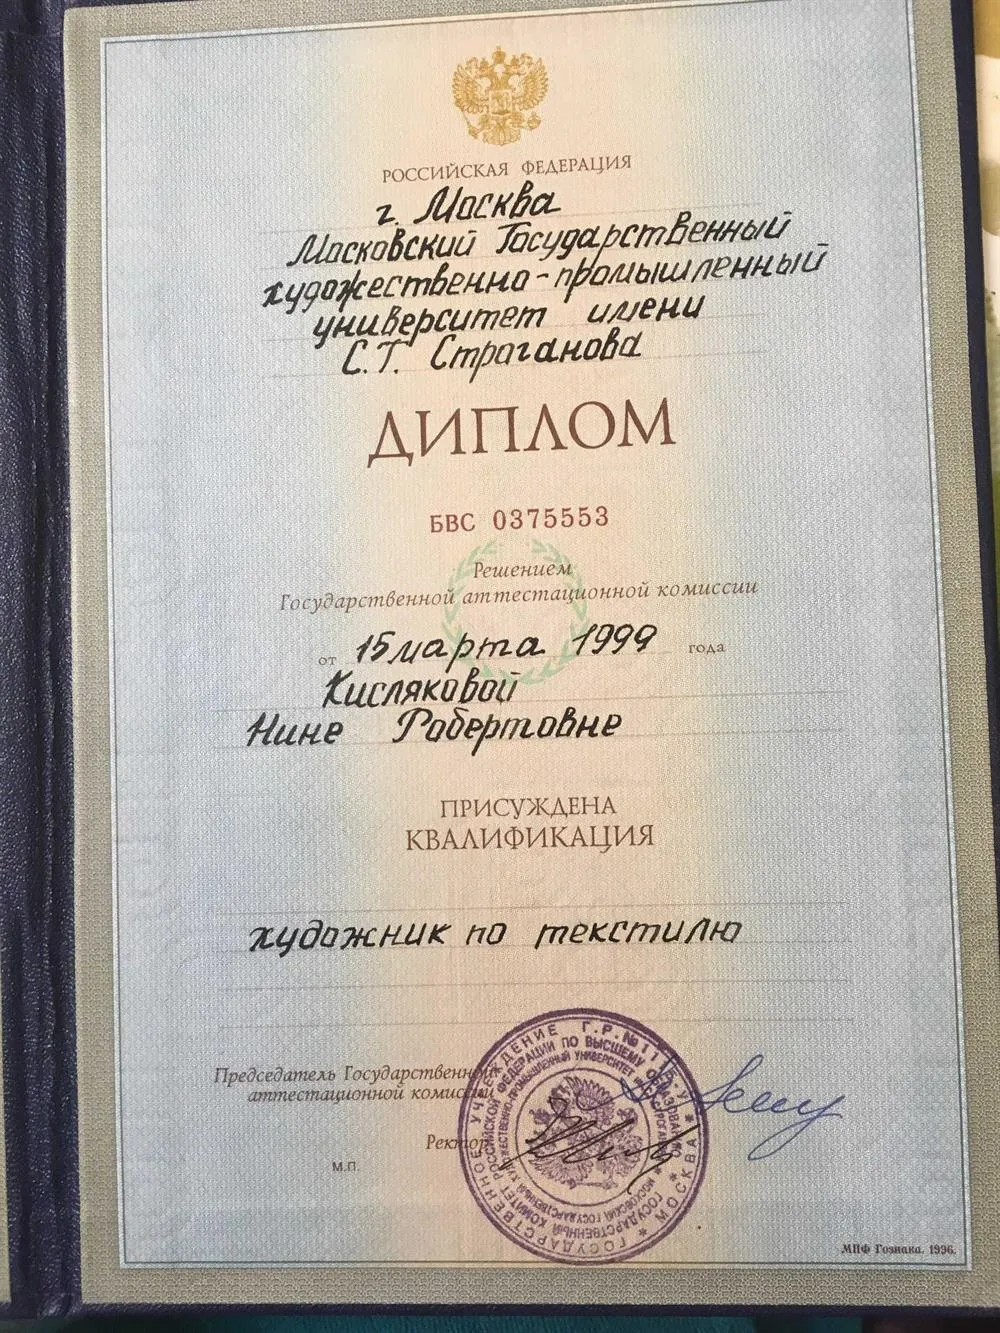 РОССИЙСКАЯ ФЕДЕРАЦИЯ
г. Москва
Московский Государственный
художественно-промышленный
университет имени
С.Г. Строганова
ДИПЛОМ
БВС 0375553
Решением
Государственной аттестационной комиссии
от 15 марта 1999 года
Кисляковой
Нине Робертовне
ПРИСУЖДЕНА
КВАЛИФИКАЦИЯ
художник по текстилю
Председатель Государственной
аттестационной комиссии
Ректор
М.П.
МПФ Гознака. 1996.